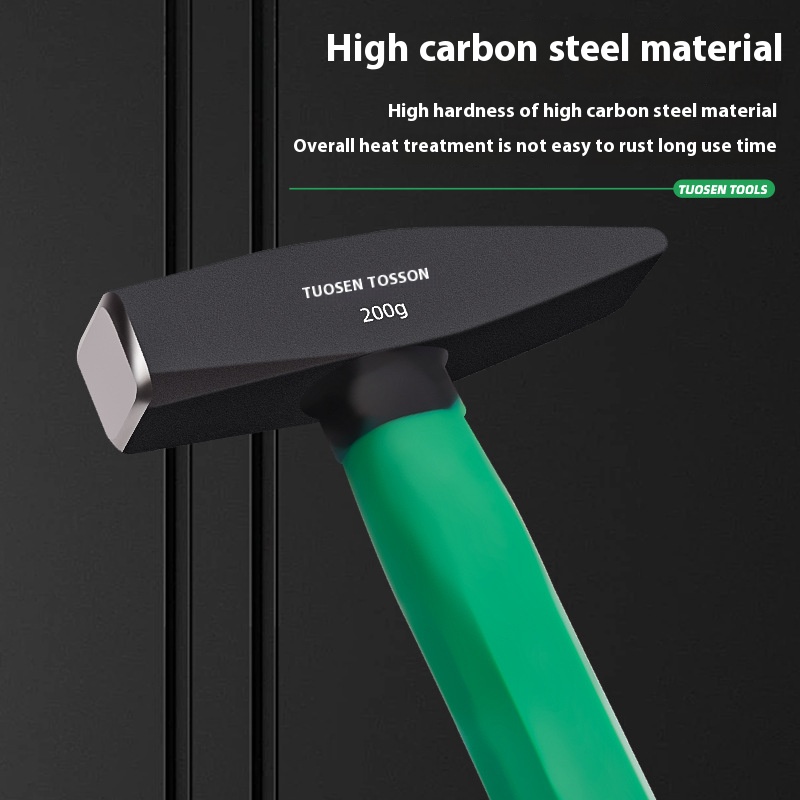 High carbon steel material
High hardness of high carbon steel material
Overall heat treatment is not easy to rust long use time
TUOSEN TOOLS
TUOSEN TOSSON
200g